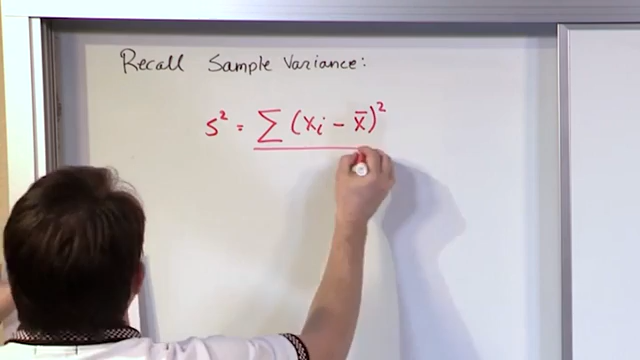 Recall Sample Variance:
s² = Σ (xi − x̄)²